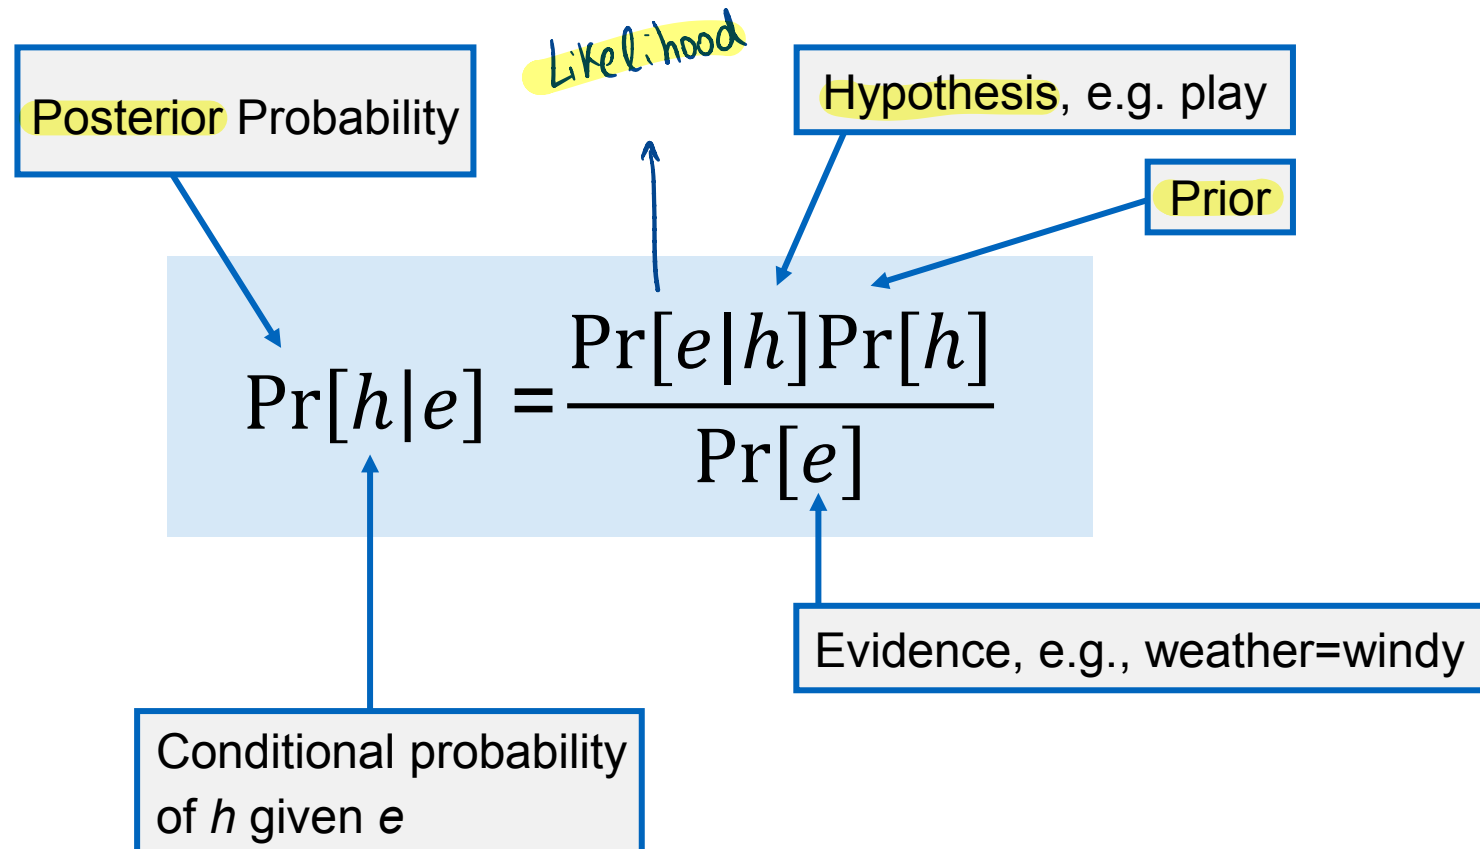 Likelihood
Posterior Probability
Hypothesis, e.g. play
Prior
Pr[h|e] = Pr[e|h]Pr[h]
Pr[e]
Evidence, e.g., weather=windy
Conditional probability
of h given e